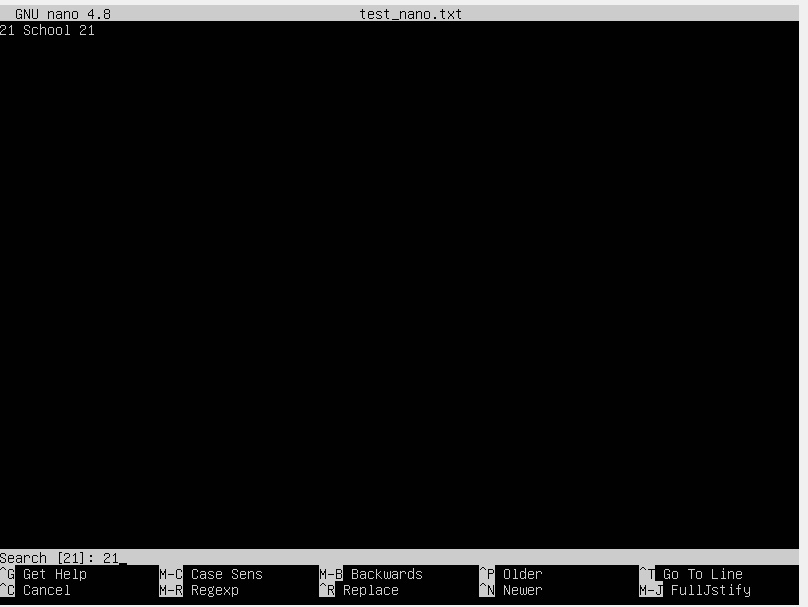 GNU nano 4.8 test_nano.txt
21 School 21
Search [21]: 21_
^G Get Help M-C Case Sens M-B Backwards ^P Older ^T Go To Line
^C Cancel M-R Regexp ^R Replace ^N Newer M-J FullJstify